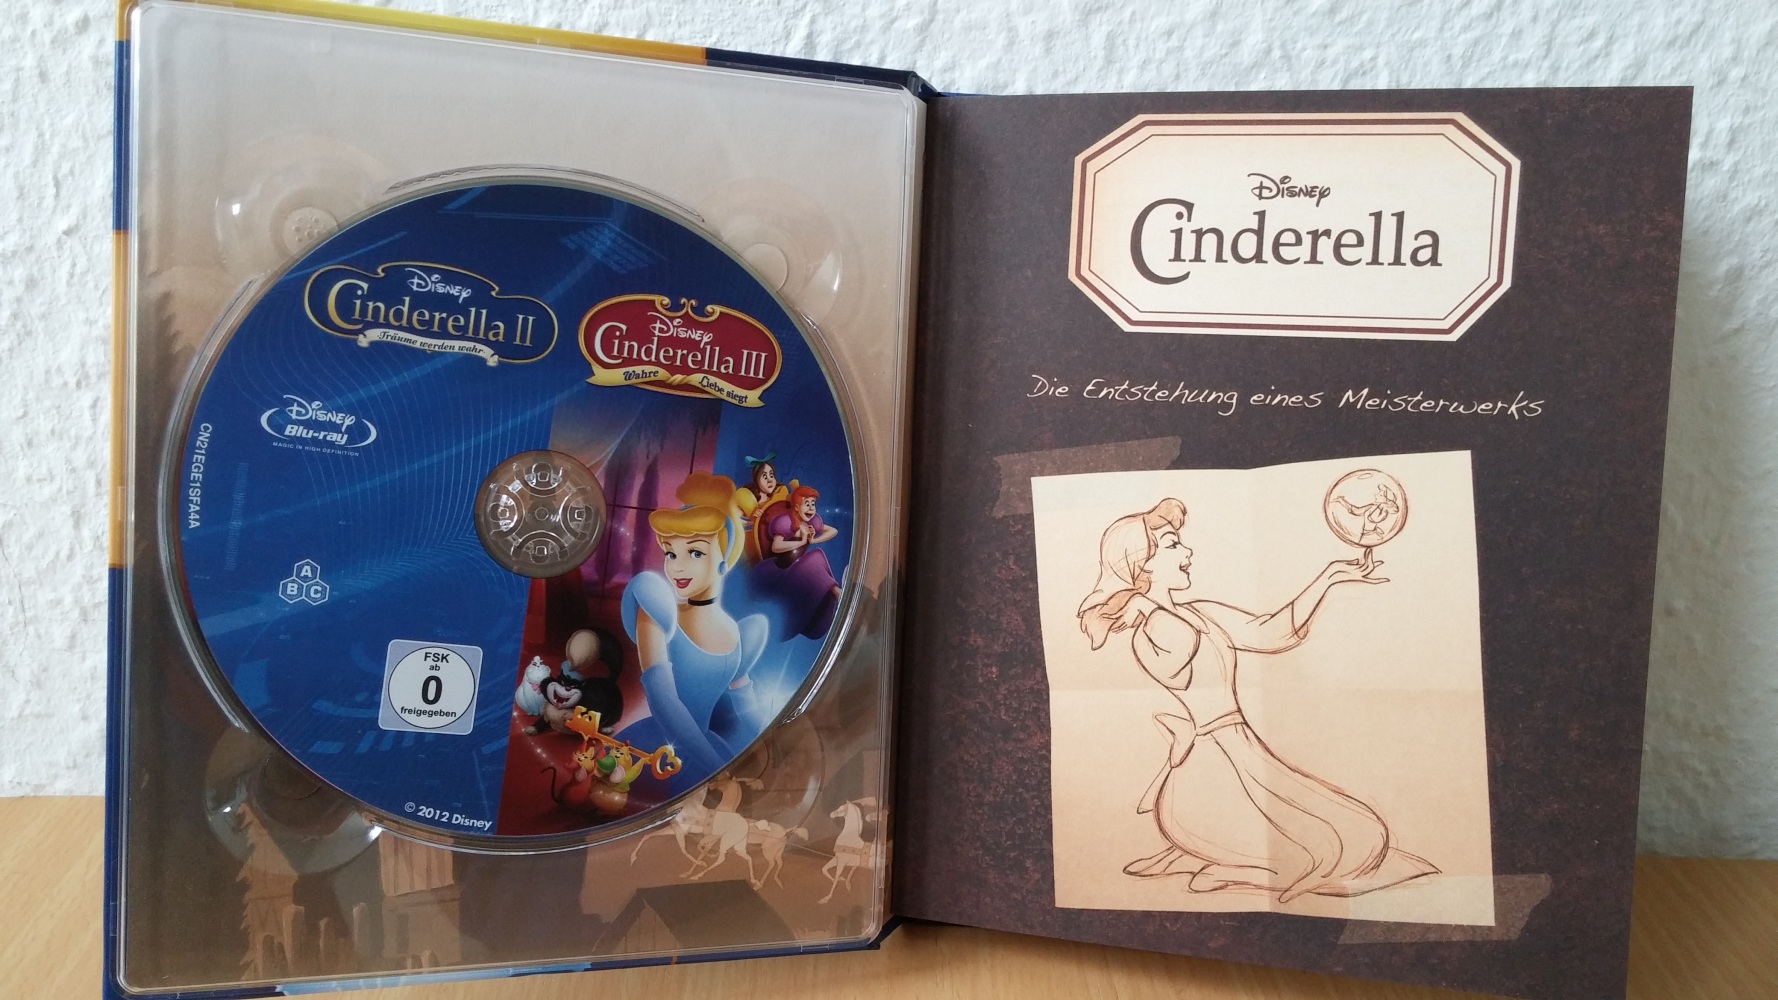 Disney
Cinderella II
Träume werden wahr
Disney
Cinderella III
Wahre Liebe siegt
Disney
Blu-ray
MAGIC IN HIGH DEFINITION
CN21EGE1SFA4A
A
B C
FSK
ab
0
freigegeben
© 2012 Disney
Disney
Cinderella
Die Entstehung eines Meisterwerks